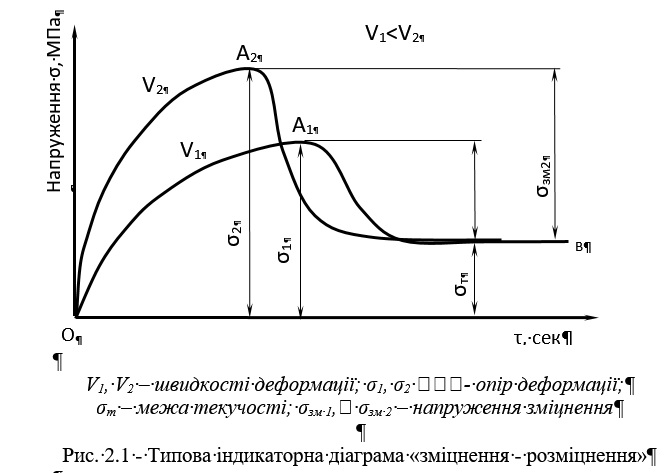 Напруження σ, МПа
V₁<V₂
A₂
V₂
A₁
V₁
σзм2
σ₂
σ₁
σт
в
О
τ, сек
V₁, V₂ – швидкості деформації; σ₁, σ₂ - опір деформації;
σт – межа текучості; σзм 1, σзм 2 – напруження зміцнення
Рис. 2.1 - Типова індикаторна діаграма «зміцнення - розміцнення»